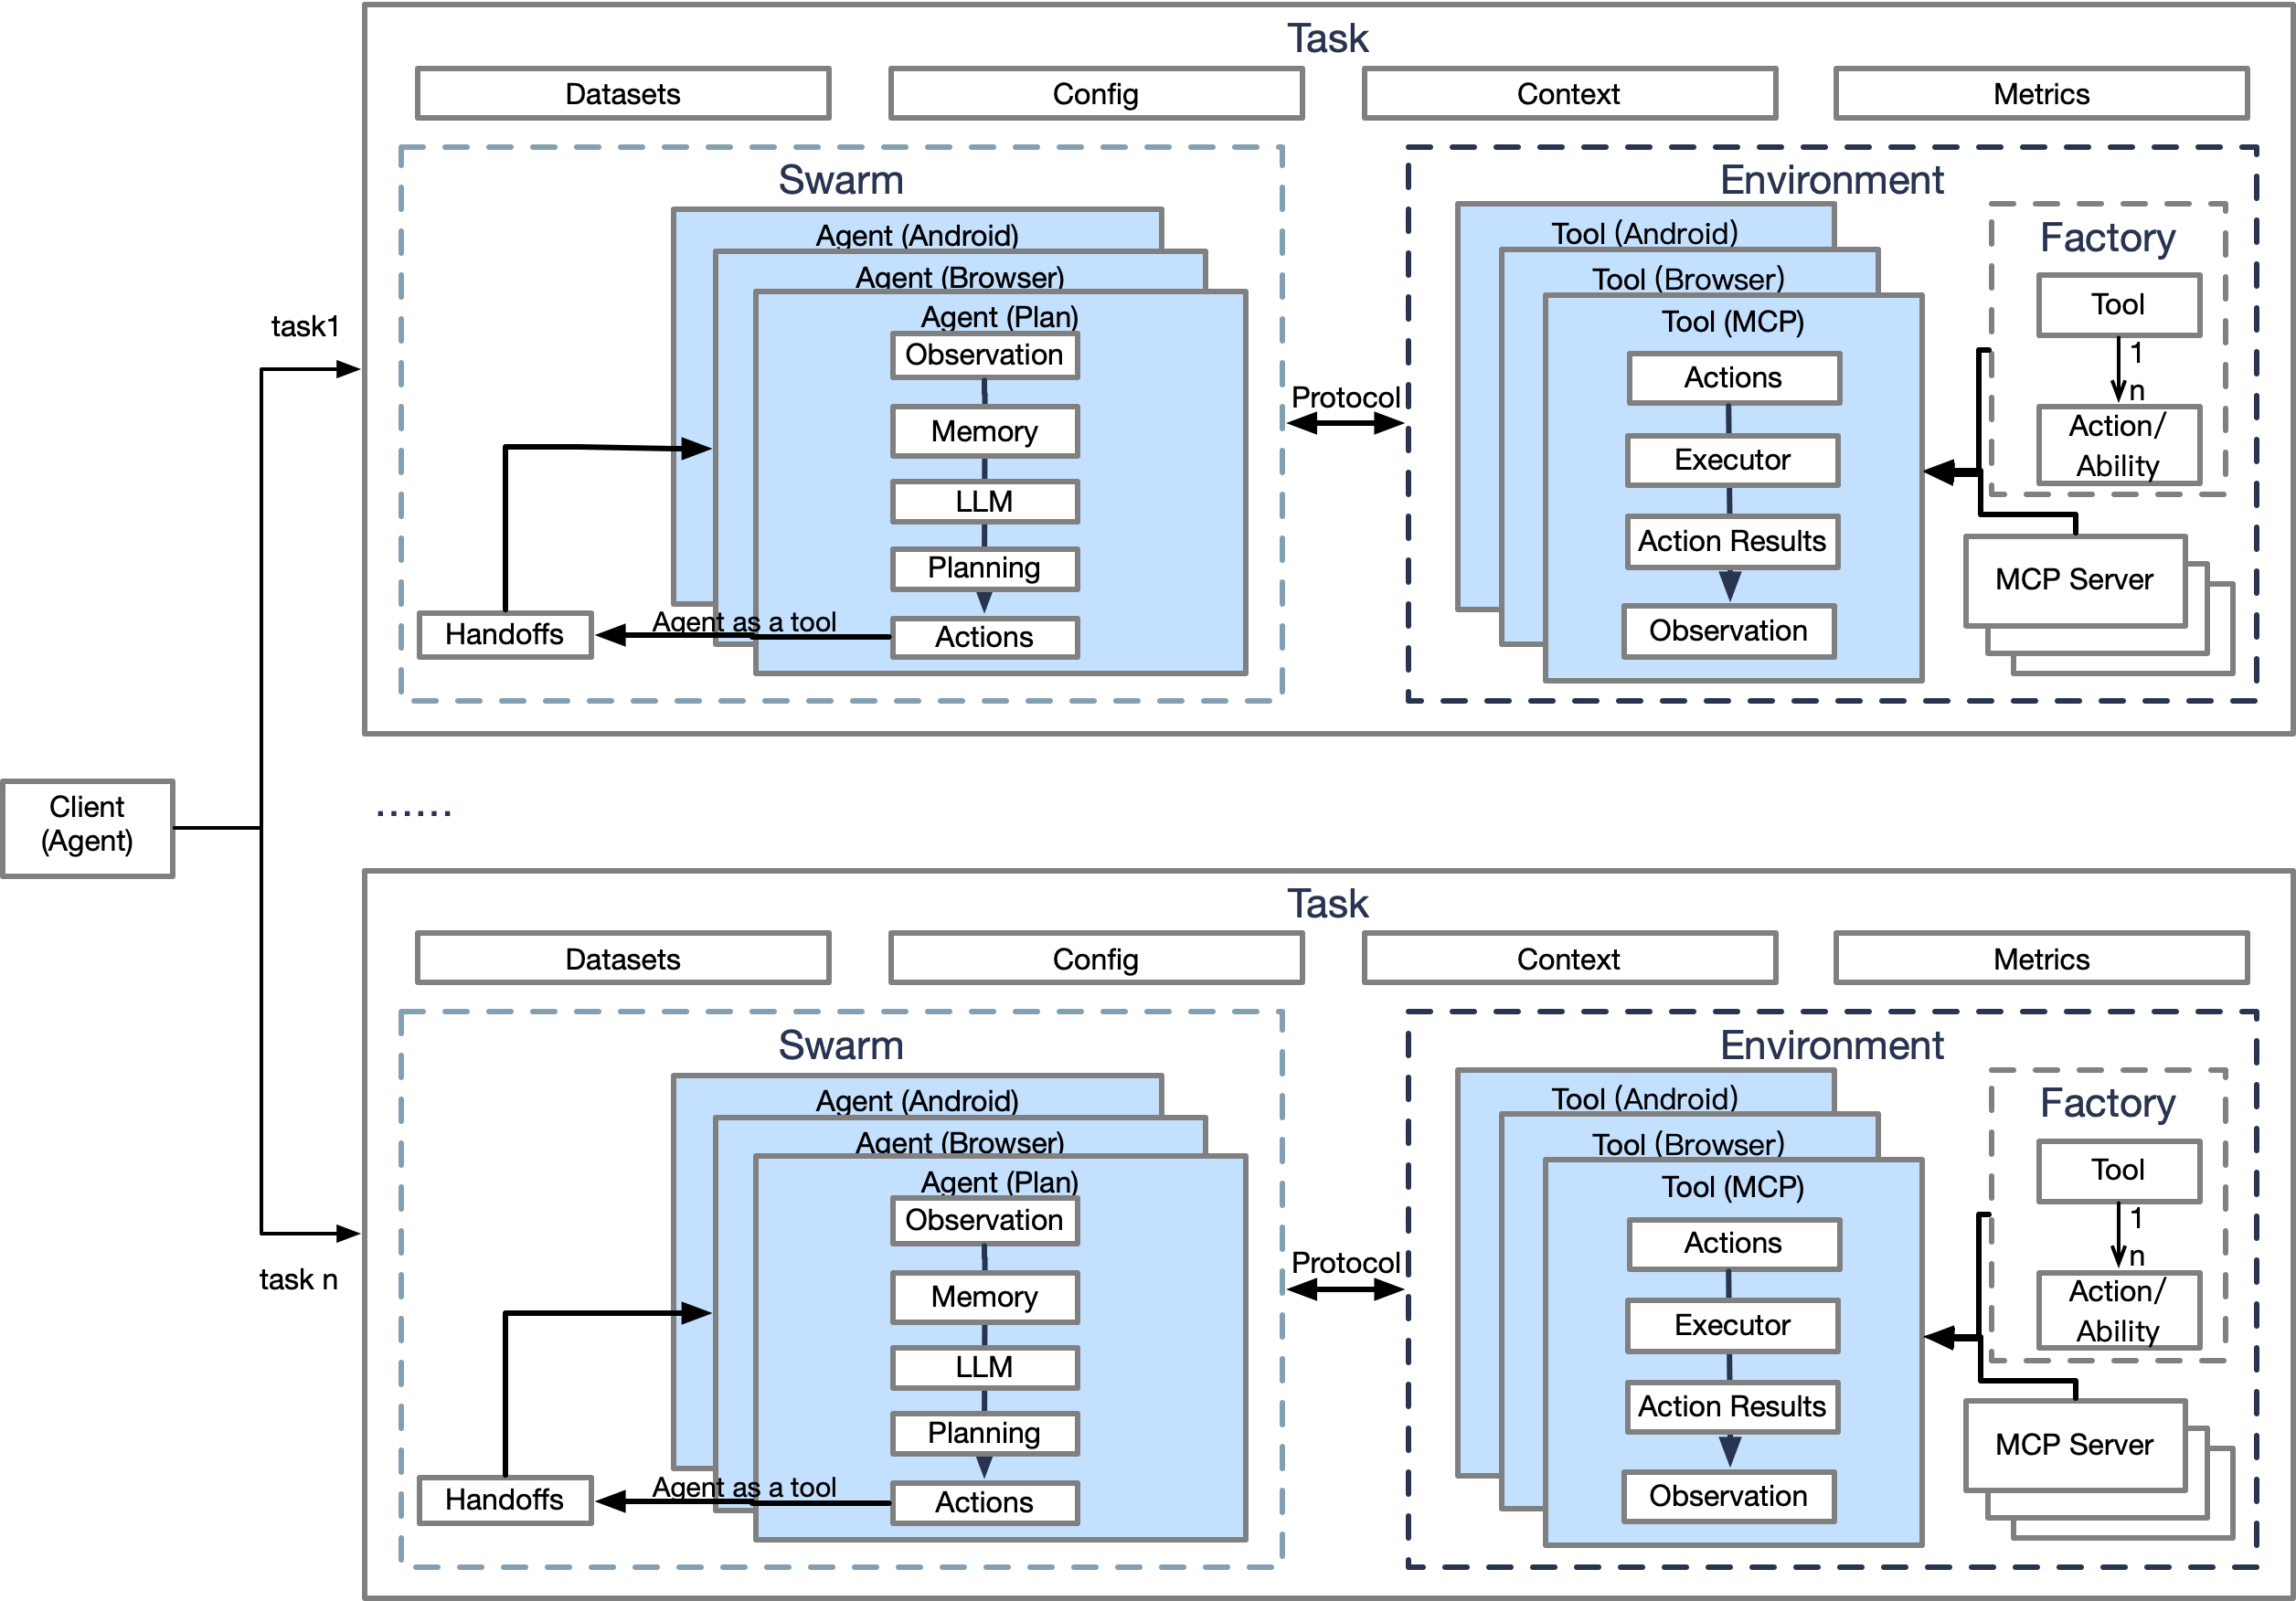 Task
Datasets
Config
Context
Metrics
Swarm
Agent (Android)
Agent (Browser)
Agent (Plan)
Observation
Memory
LLM
Planning
Actions
Agent as a tool
Handoffs
task1
Protocol
Environment
Tool (Android)
Tool (Browser)
Tool (MCP)
Actions
Executor
Action Results
Observation
Factory
Tool
1
n
Action/
Ability
MCP Server
Client
(Agent)
......
Task
Datasets
Config
Context
Metrics
Swarm
Agent (Android)
Agent (Browser)
Agent (Plan)
Observation
Memory
LLM
Planning
Actions
Agent as a tool
Handoffs
task n
Protocol
Environment
Tool (Android)
Tool (Browser)
Tool (MCP)
Actions
Executor
Action Results
Observation
Factory
Tool
1
n
Action/
Ability
MCP Server